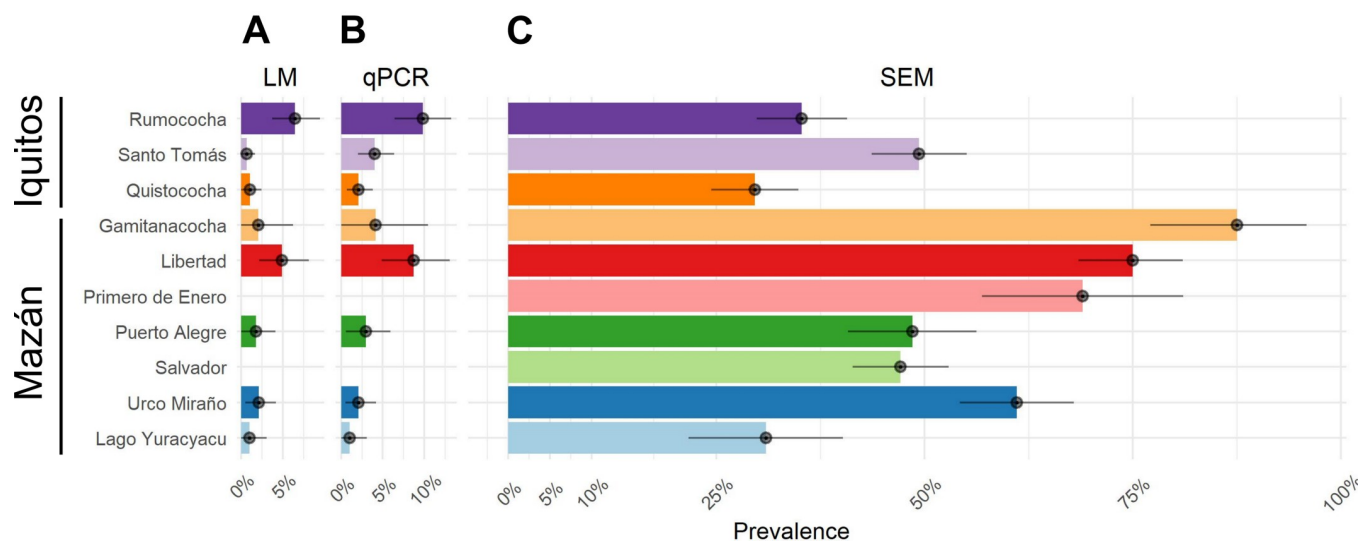 A B C
LM qPCR SEM
Iquitos
Rumococha
Santo Tomás
Quistococha
Mazán
Gamitanacocha
Libertad
Primero de Enero
Puerto Alegre
Salvador
Urco Miraño
Lago Yuracyacu
0% 5% 0% 5% 10% 0% 5% 10% 25% 50% 75% 100%
Prevalence